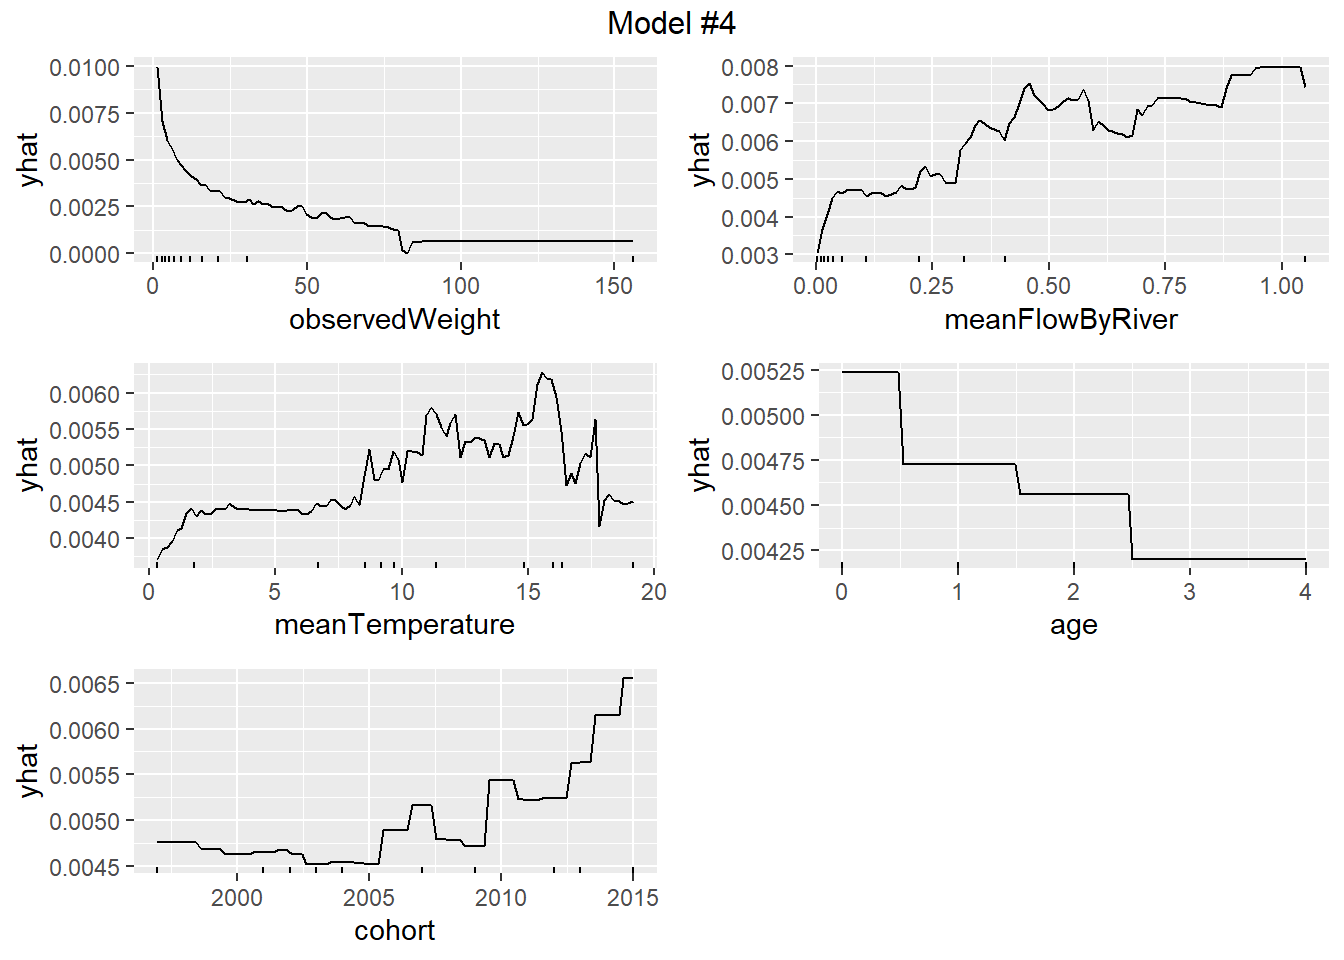 Model #4
0.0100
0.0075
0.0050
0.0025
0.0000
yhat
0 50 100 150
observedWeight
0.008
0.007
0.006
0.005
0.004
0.003
yhat
0.00 0.25 0.50 0.75 1.00
meanFlowByRiver
0.0060
0.0055
0.0050
0.0045
0.0040
yhat
0 5 10 15 20
meanTemperature
0.00525
0.00500
0.00475
0.00450
0.00425
yhat
0 1 2 3 4
age
0.0065
0.0060
0.0055
0.0050
0.0045
yhat
2000 2005 2010 2015
cohort